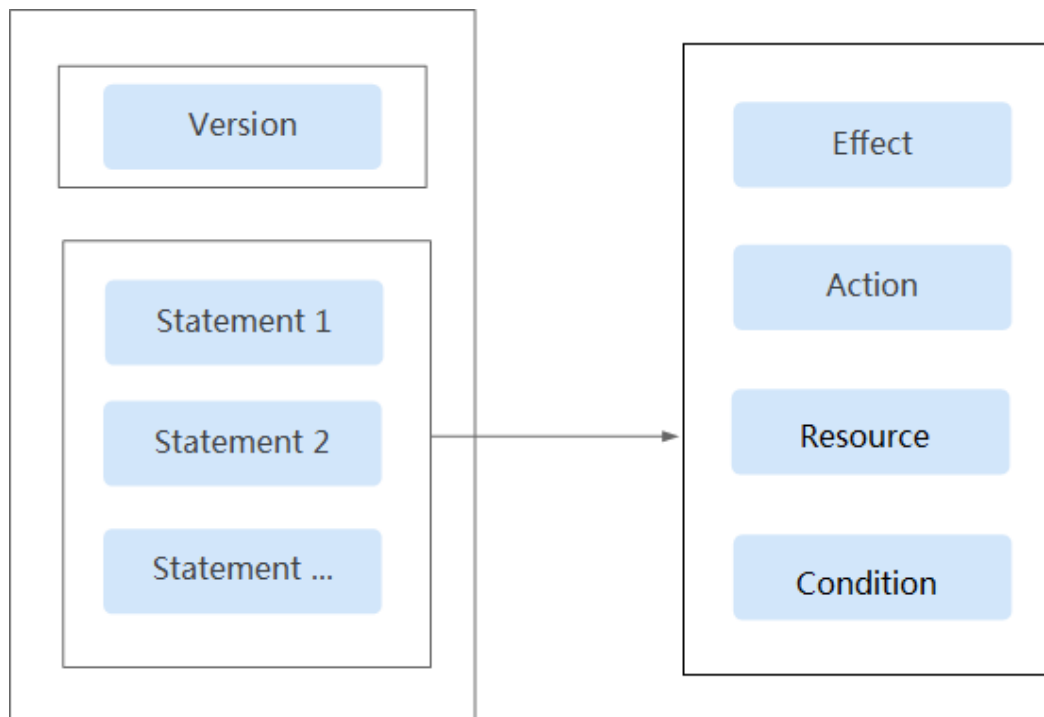 Version
Statement 1
Statement 2
Statement ...
Effect
Action
Resource
Condition